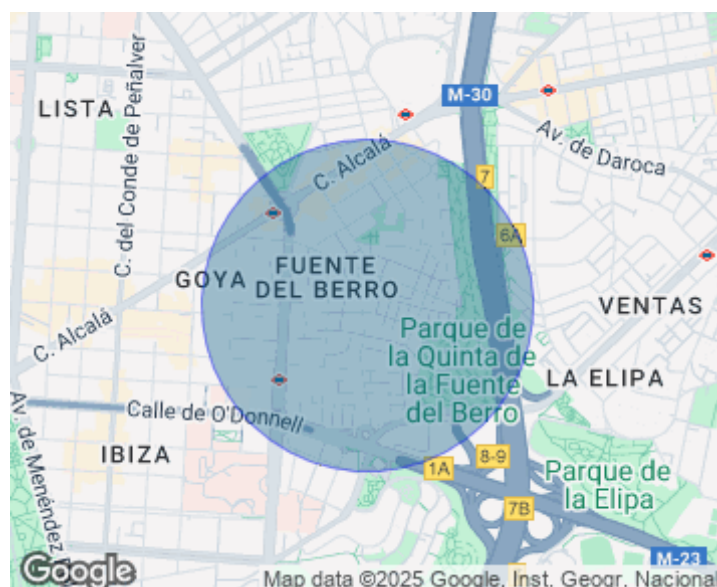 LISTA
C. del Conde de Peñalver
M-30
Av. de Daroca
C. Alcalá
7
6A
FUENTE
DEL BERRO
GOYA
VENTAS
C. Alcalá
Parque de
la Quinta de
la Fuente
del Berro
LA ELIPA
Calle de O'Donnell
Av. de Menéndez
IBIZA
1A
8-9
Parque de
la Elipa
7B
M-23
Google
Map data ©2025 Google, Inst. Geogr. Nacional